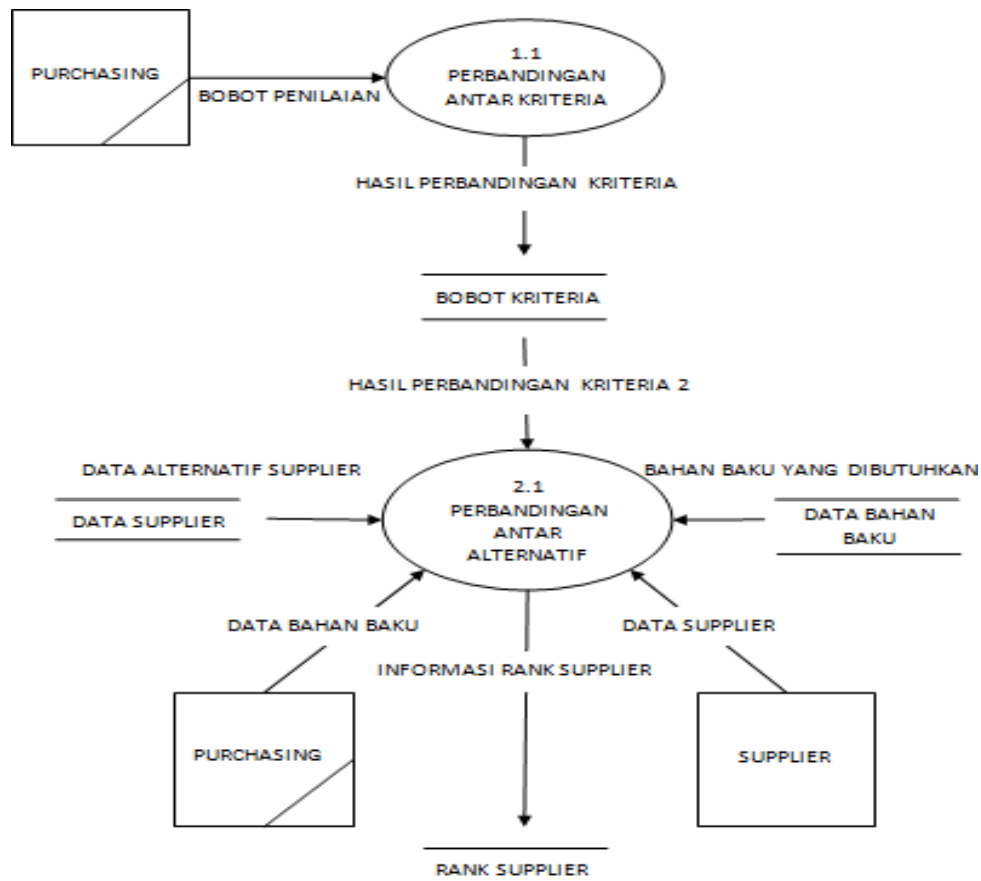 1.1
PERBANDINGAN
ANTAR KRITERIA
PURCHASING
BOBOT PENILAIAN
HASIL PERBANDINGAN KRITERIA
BOBOT KRITERIA
HASIL PERBANDINGAN KRITERIA 2
DATA ALTERNATIF SUPPLIER
BAHAN BAKU YANG DIBUTUHKAN
2.1
PERBANDINGAN
ANTAR
ALTERNATIF
DATA SUPPLIER
DATA BAHAN
BAKU
DATA BAHAN BAKU
DATA SUPPLIER
INFORMASI RANK SUPPLIER
PURCHASING
SUPPLIER
RANK SUPPLIER